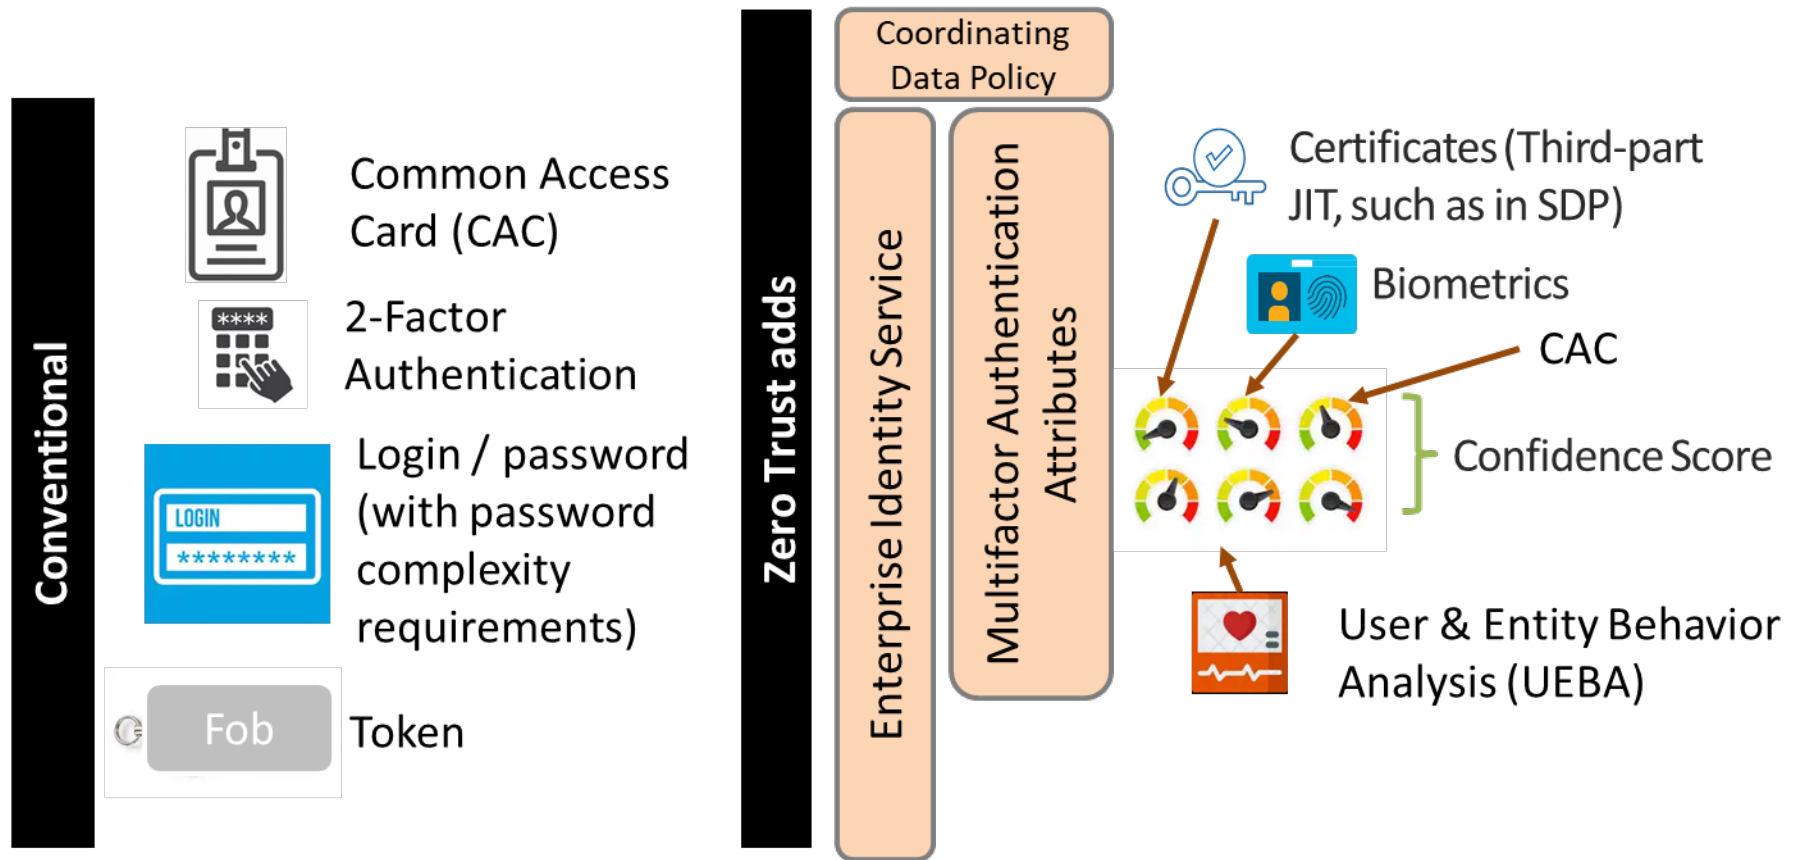 Conventional
Common Access
Card (CAC)
****
2-Factor
Authentication
LOGIN
********
Login / password
(with password
complexity
requirements)
Fob
Token
Zero Trust adds
Coordinating
Data Policy
Enterprise Identity Service
Multifactor Authentication
Attributes
Certificates (Third-part
JIT, such as in SDP)
Biometrics
CAC
Confidence Score
User & Entity Behavior
Analysis (UEBA)